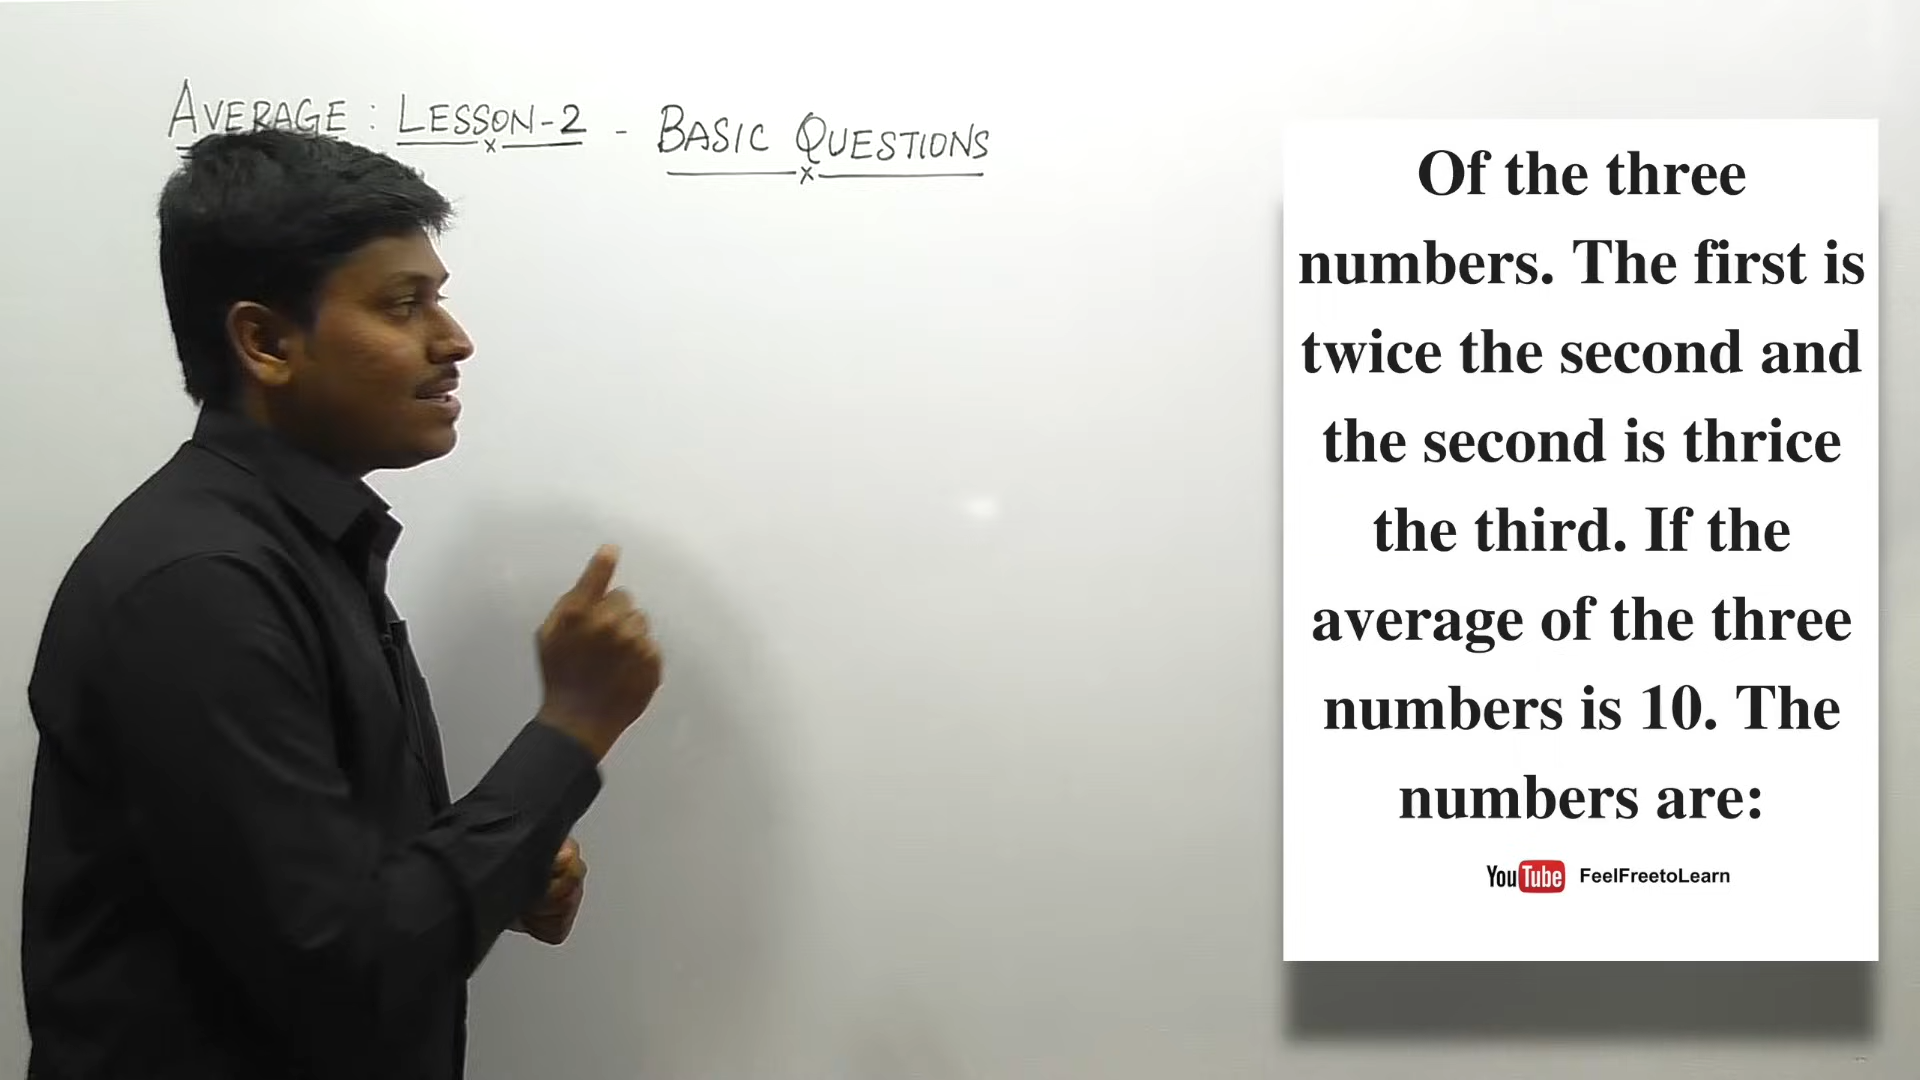 AVERAGE : LESSON-2 - BASIC QUESTIONS
Of the three
numbers. The first is
twice the second and
the second is thrice
the third. If the
average of the three
numbers is 10. The
numbers are:
YouTube FeelFreetoLearn